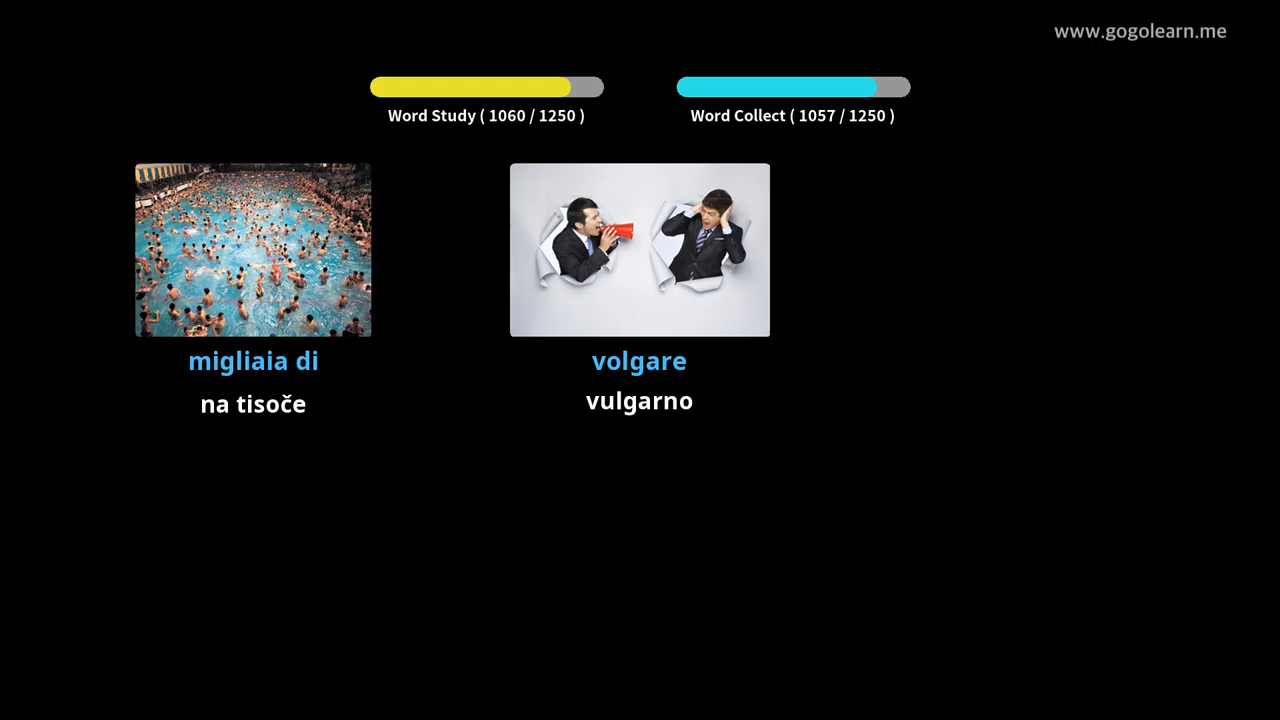 www.gogolearn.me
Word Study ( 1060 / 1250 )
Word Collect ( 1057 / 1250 )
migliaia di
na tisoče
volgare
vulgarno